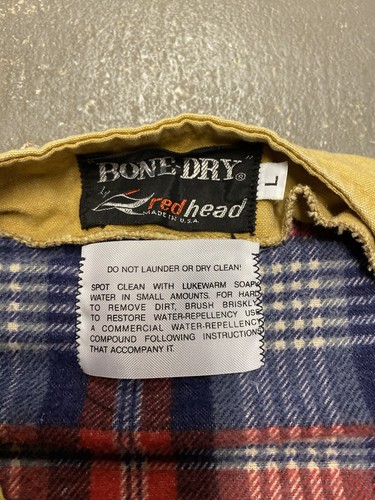 BONE-DRY®
by redhead
MADE IN U.S.A.
L
DO NOT LAUNDER OR DRY CLEAN!
SPOT CLEAN WITH LUKEWARM SOAPY
WATER IN SMALL AMOUNTS. FOR HARD
TO REMOVE DIRT, BRUSH BRISKLY.
TO RESTORE WATER-REPELLENCY USE
A COMMERCIAL WATER-REPELLENCY
COMPOUND FOLLOWING INSTRUCTIONS
THAT ACCOMPANY IT.